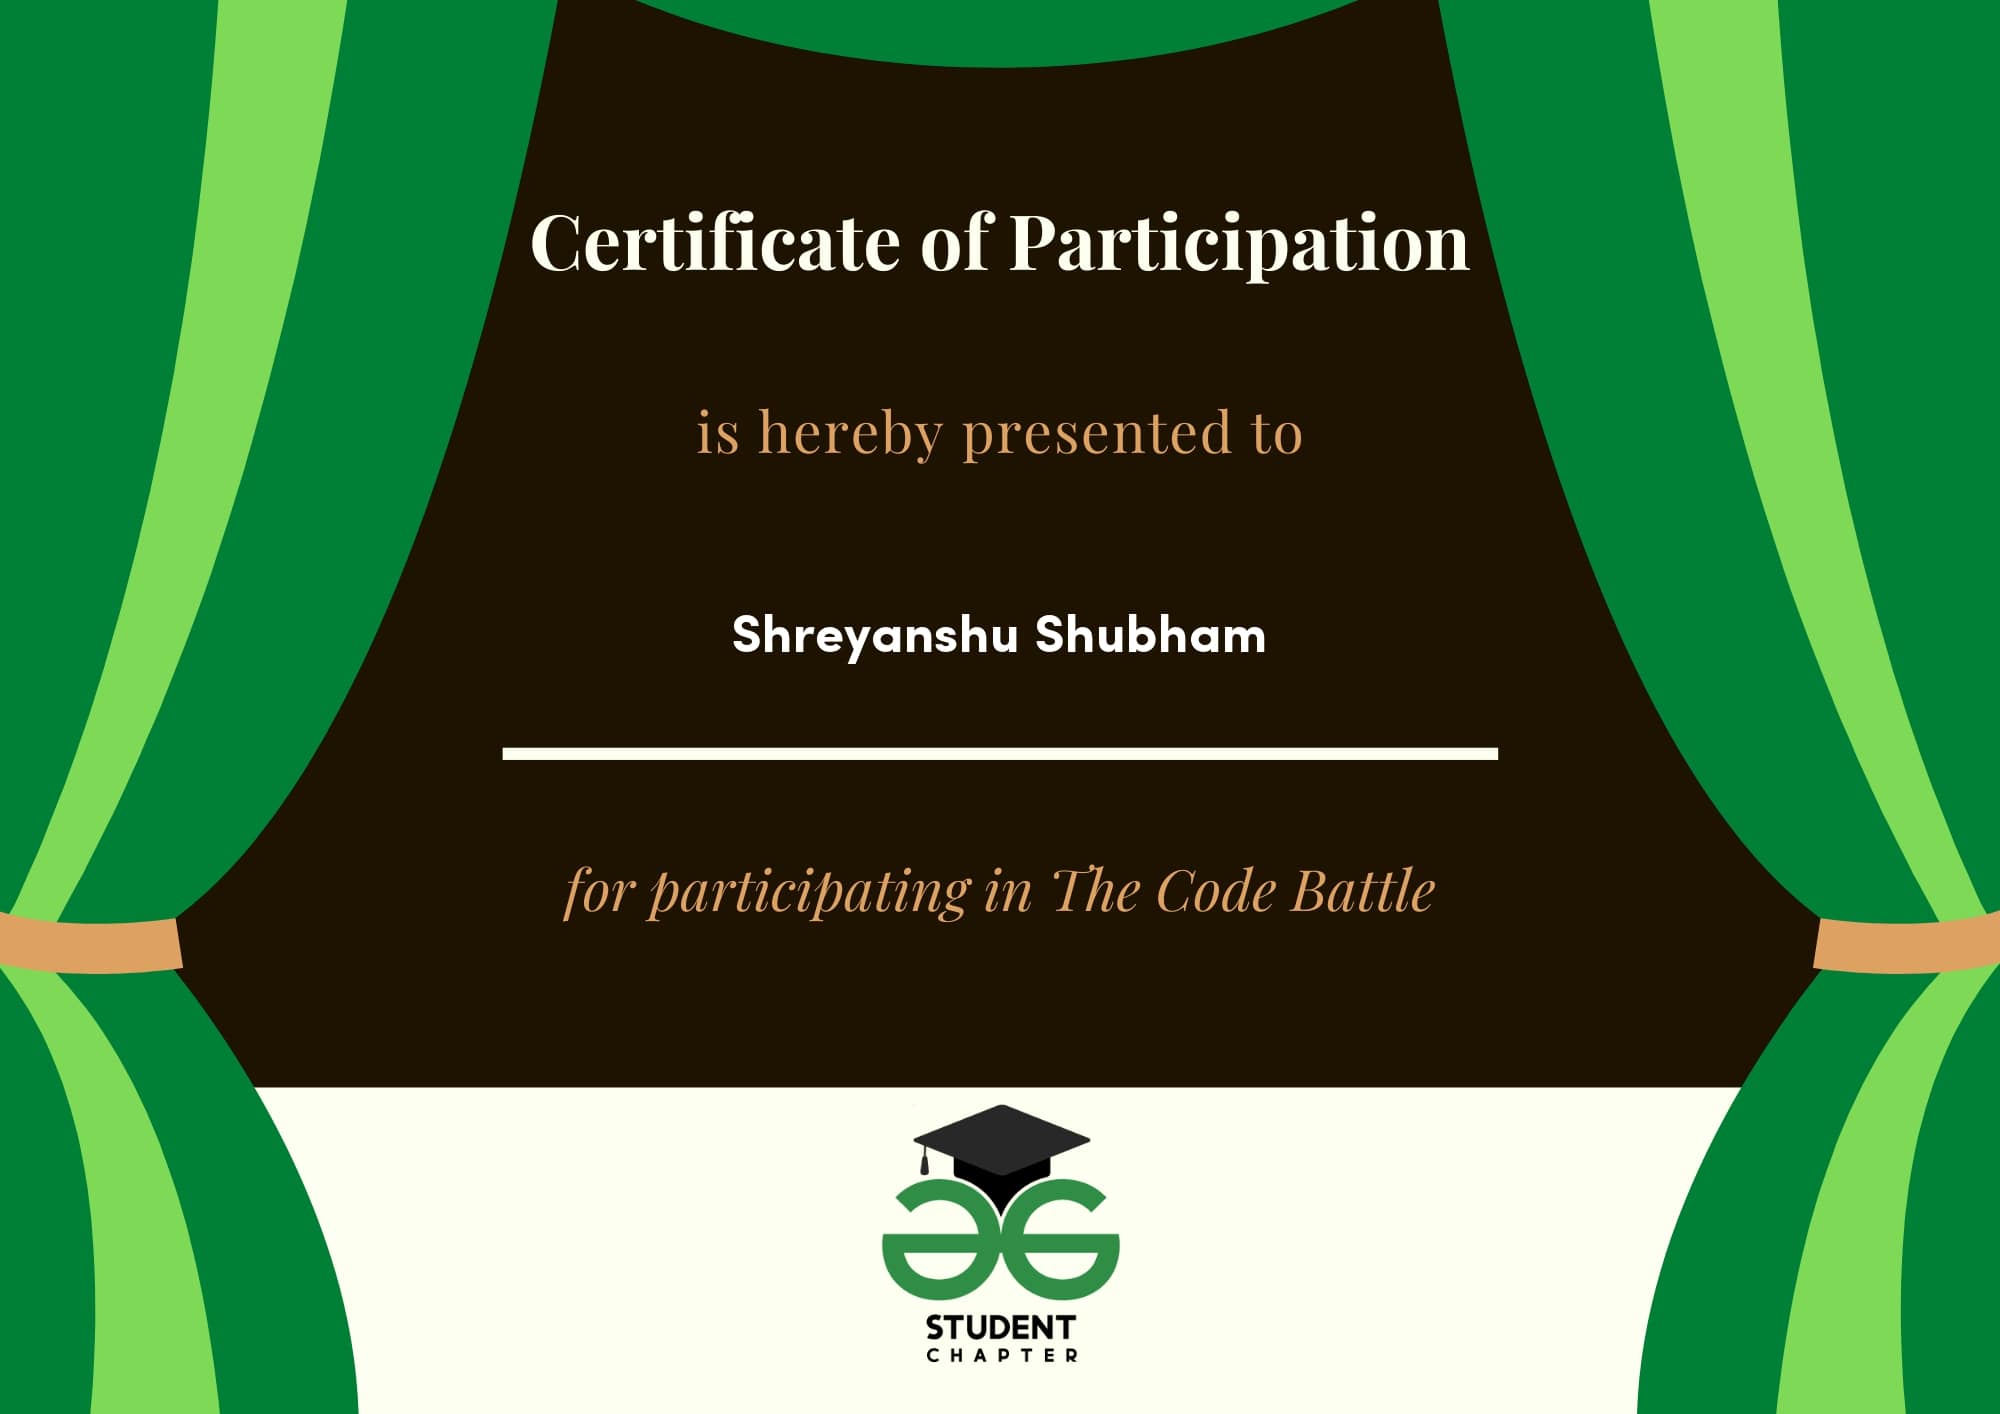 Certificate of Participation
is hereby presented to
Shreyanshu Shubham
for participating in The Code Battle
STUDENT
CHAPTER